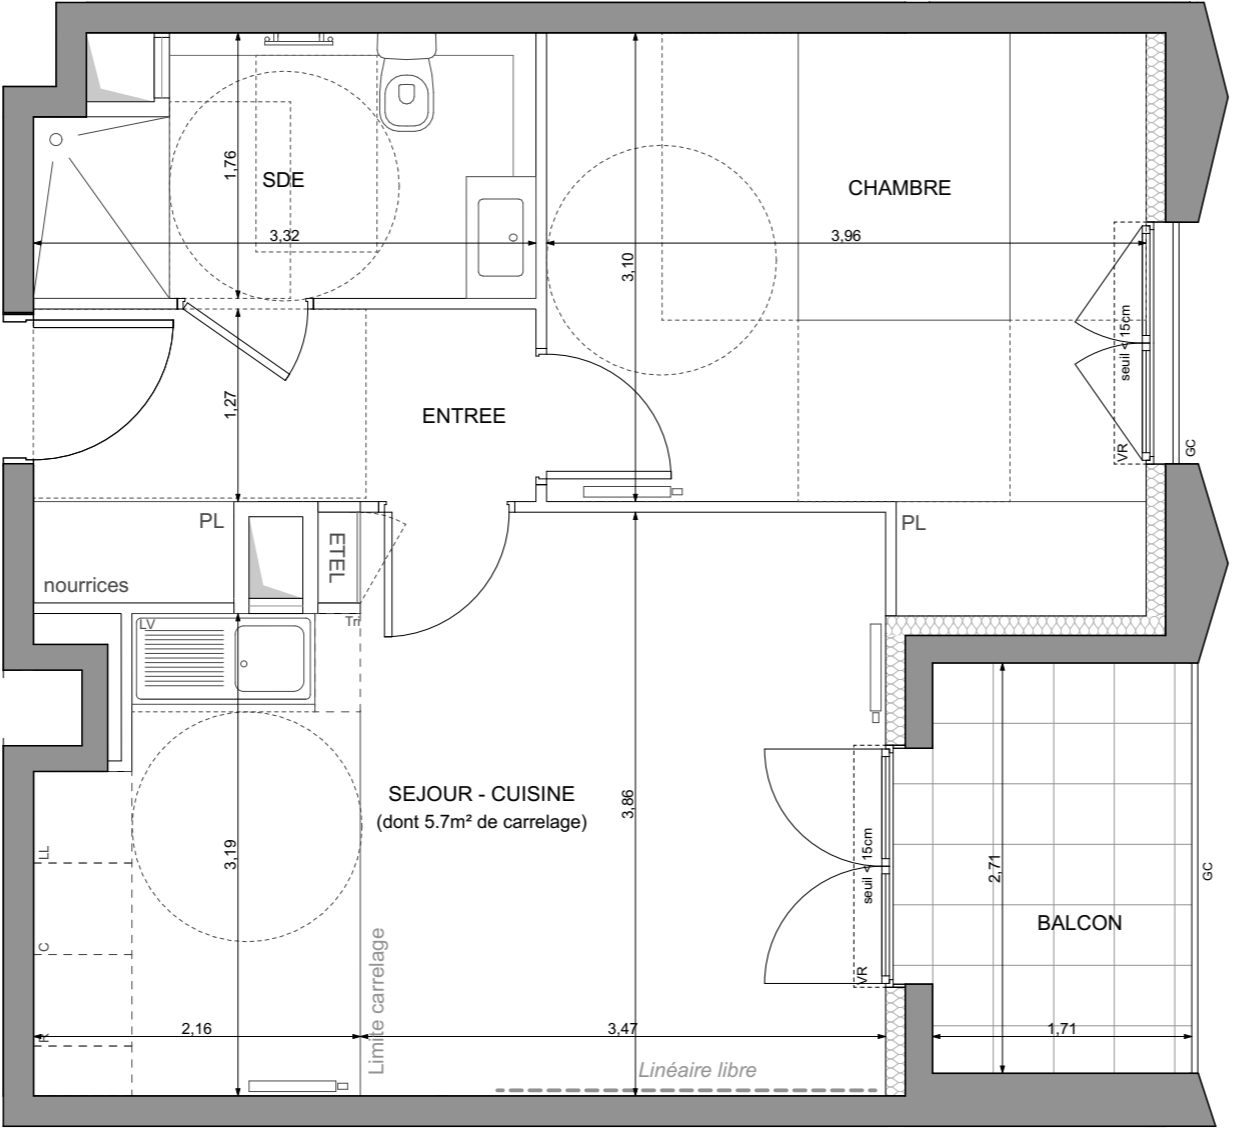 SDE
1,76
3,32
CHAMBRE
3,10
3,96
seuil < 15cm
VR
GC
1,27
ENTREE
PL
nourrices
ETEL
PL
LV
Tri
SEJOUR - CUISINE
(dont 5.7m² de carrelage)
3,19
3,86
seuil < 15cm
VR
2,71
GC
BALCON
LL
C
Limite carrelage
2,16
3,47
1,71
Linéaire libre